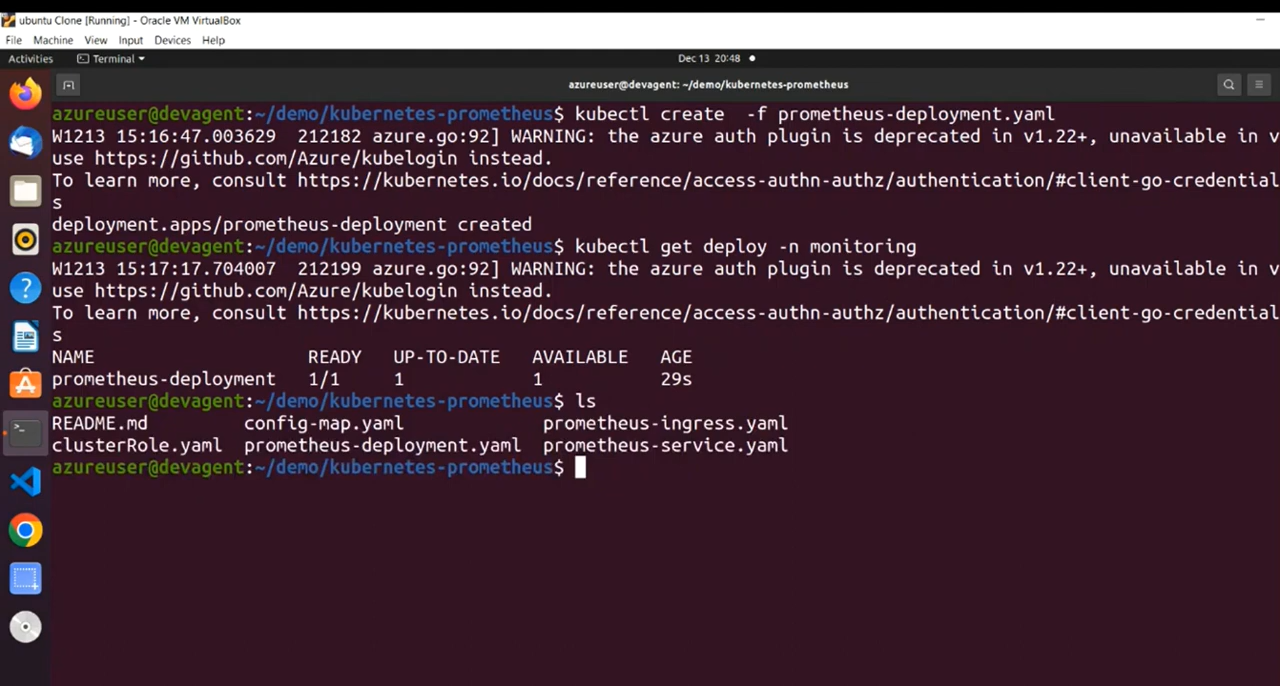 ubuntu Clone [Running] - Oracle VM VirtualBox
File Machine View Input Devices Help
Activities Terminal Dec 13 20:48
azureuser@devagent: ~/demo/kubernetes-prometheus
azureuser@devagent:~/demo/kubernetes-prometheus$ kubectl create  -f prometheus-deployment.yaml
W1213 15:16:47.003629  212182 azure.go:92] WARNING: the azure auth plugin is deprecated in v1.22+, unavailable in v
use https://github.com/Azure/kubelogin instead.
To learn more, consult https://kubernetes.io/docs/reference/access-authn-authz/authentication/#client-go-credential
s
deployment.apps/prometheus-deployment created
azureuser@devagent:~/demo/kubernetes-prometheus$ kubectl get deploy -n monitoring
W1213 15:17:17.704007  212199 azure.go:92] WARNING: the azure auth plugin is deprecated in v1.22+, unavailable in v
use https://github.com/Azure/kubelogin instead.
To learn more, consult https://kubernetes.io/docs/reference/access-authn-authz/authentication/#client-go-credential
s
NAME READY UP-TO-DATE AVAILABLE AGE
prometheus-deployment 1/1 1 1 29s
azureuser@devagent:~/demo/kubernetes-prometheus$ ls
README.md config-map.yaml prometheus-ingress.yaml
clusterRole.yaml prometheus-deployment.yaml prometheus-service.yaml
azureuser@devagent:~/demo/kubernetes-prometheus$